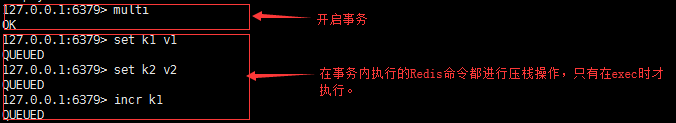 127.0.0.1:6379> multi
OK
开启事务
127.0.0.1:6379> set k1 v1
QUEUED
127.0.0.1:6379> set k2 v2
QUEUED
127.0.0.1:6379> incr k1
QUEUED
在事务内执行的Redis命令都进行压栈操作，只有在exec时才
执行。